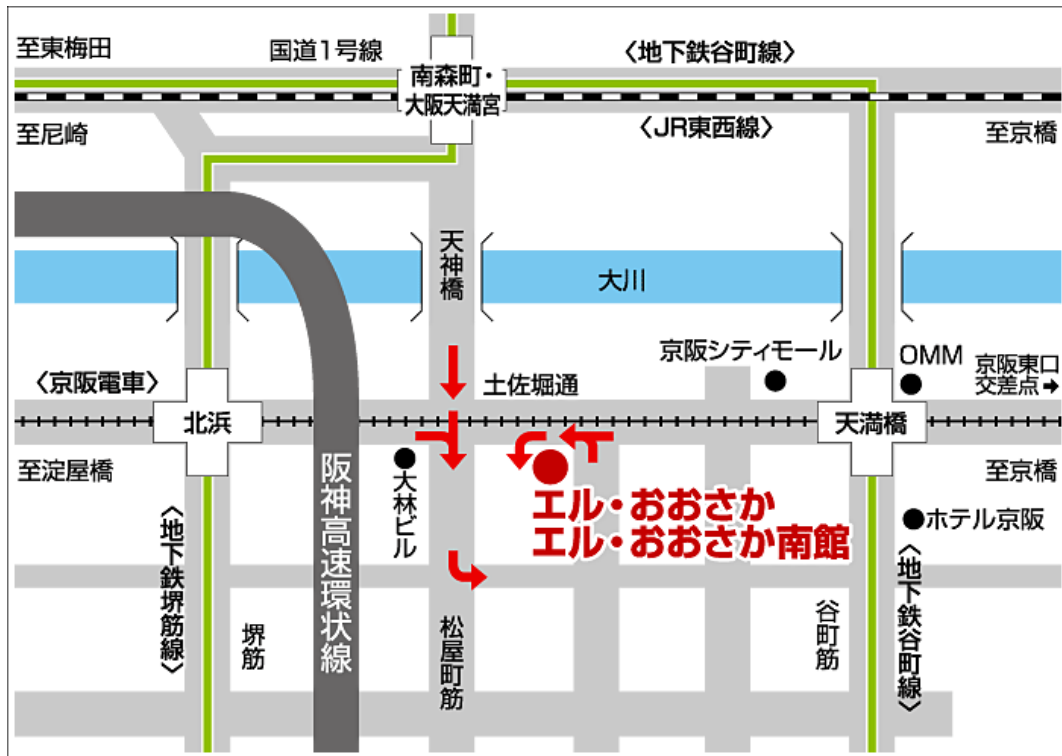 至東梅田
国道1号線
南森町・
大阪天満宮
〈地下鉄谷町線〉
至尼崎
〈JR東西線〉
至京橋
天神橋
大川
京阪シティモール
OMM
京阪東口
交差点
〈京阪電車〉
土佐堀通
北浜
天満橋
至淀屋橋
大林ビル
至京橋
エル・おおさか
エル・おおさか南館
ホテル京阪
〈地下鉄堺筋線〉
堺筋
阪神高速環状線
松屋町筋
谷町筋
〈地下鉄谷町線〉